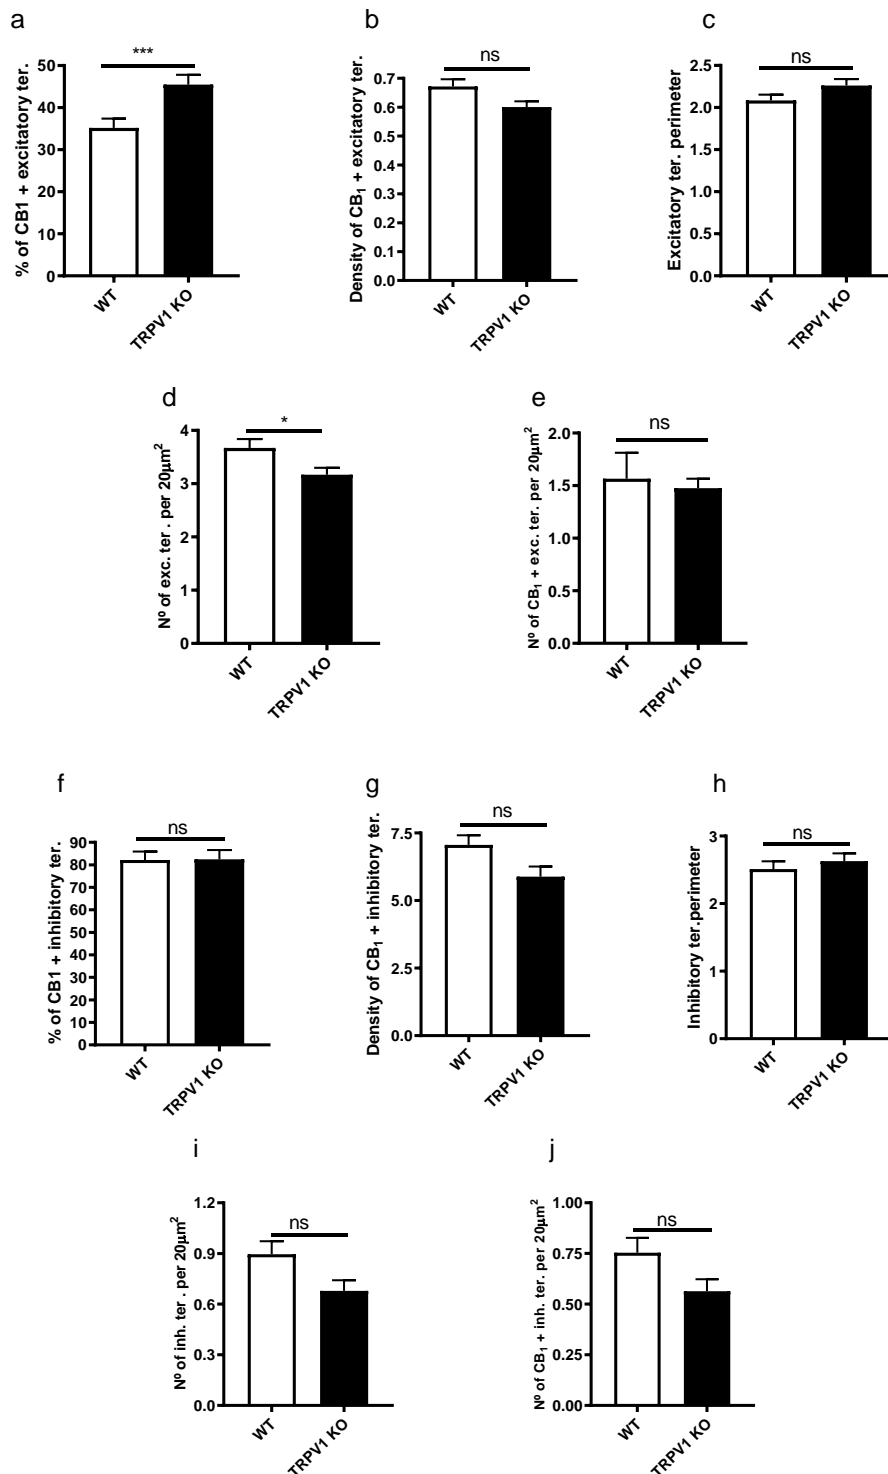 a
***
% of CB1 + excitatory ter.
50
40
30
20
10
0
WT
TRPV1 KO
b
ns
Density of CB₁ + excitatory ter.
0.7
0.6
0.5
0.4
0.3
0.2
0.1
0.0
WT
TRPV1 KO
c
ns
Excitatory ter. perimeter
2.5
2.0
1.5
1.0
0.5
0.0
WT
TRPV1 KO
d
*
Nº of exc. ter . per 20µm²
4
3
2
1
0
WT
TRPV1 KO
e
ns
Nº of CB₁ + exc. ter. per 20µm²
2.0
1.5
1.0
0.5
0.0
WT
TRPV1 KO
f
ns
% of CB1 + inhibitory ter.
90
80
70
60
50
40
30
20
10
0
WT
TRPV1 KO
g
ns
Density of CB₁ + inhibitory ter.
7.5
5.0
2.5
0.0
WT
TRPV1 KO
h
ns
Inhibitory ter.perimeter
3
2
1
0
WT
TRPV1 KO
i
ns
Nº of inh. ter . per 20µm²
1.2
0.9
0.6
0.3
0.0
WT
TRPV1 KO
j
ns
Nº of CB₁ + inh. ter. per 20µm²
1.00
0.75
0.50
0.25
0.00
WT
TRPV1 KO